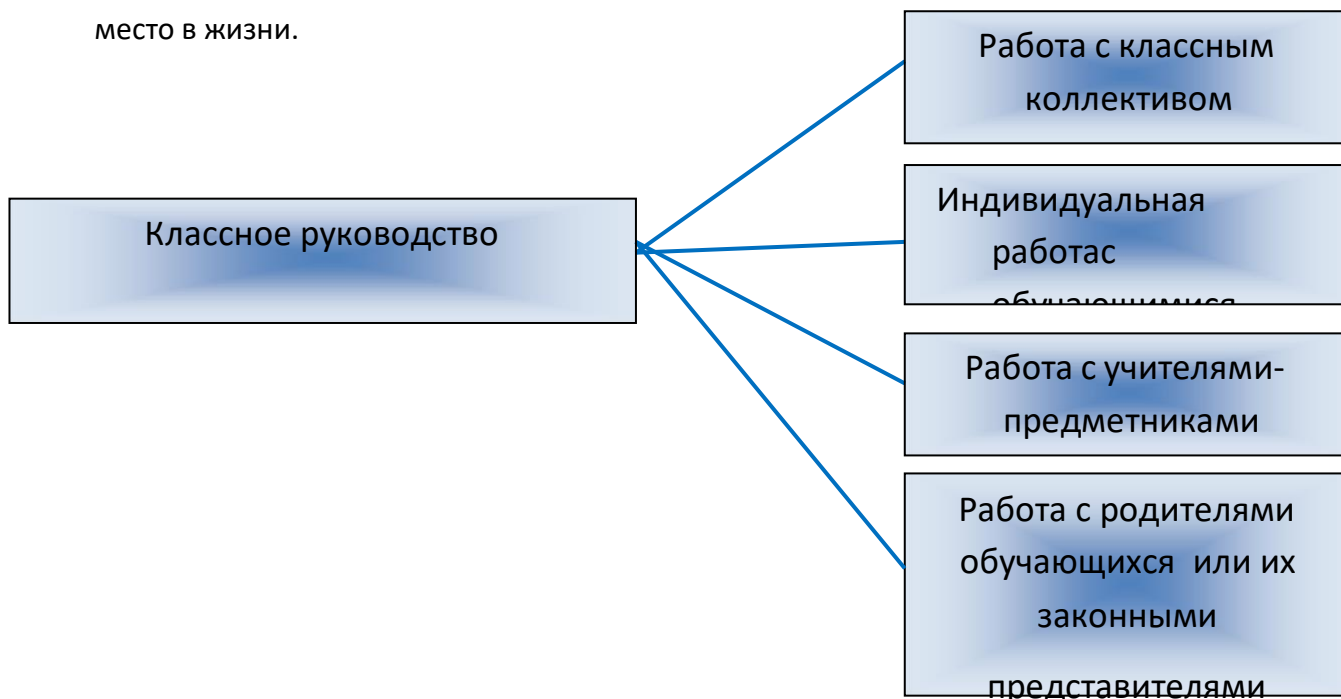 место в жизни.
Работа с классным
коллективом
Классное руководство
Индивидуальная
работас
обучающимися
Работа с учителями-
предметниками
Работа с родителями
обучающихся или их
законными
представителями